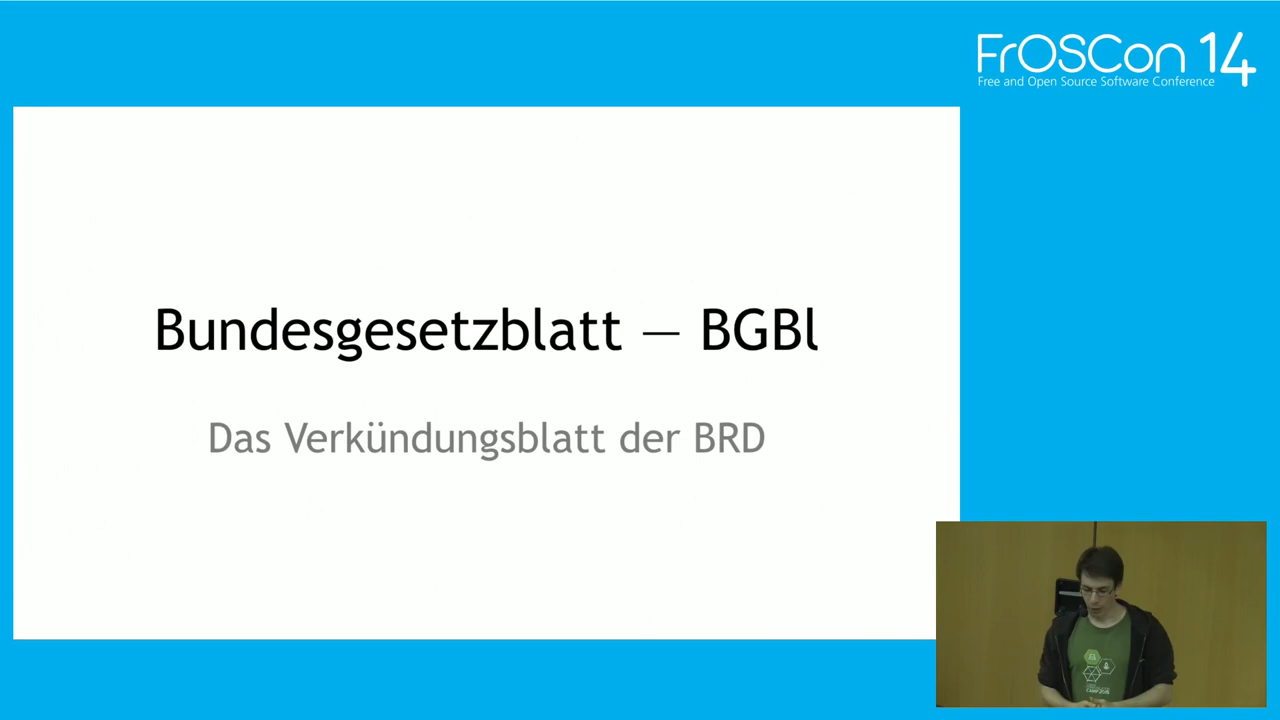 FrOSCon 14
Free and Open Source Software Conference
Bundesgesetzblatt — BGBl
Das Verkündungsblatt der BRD